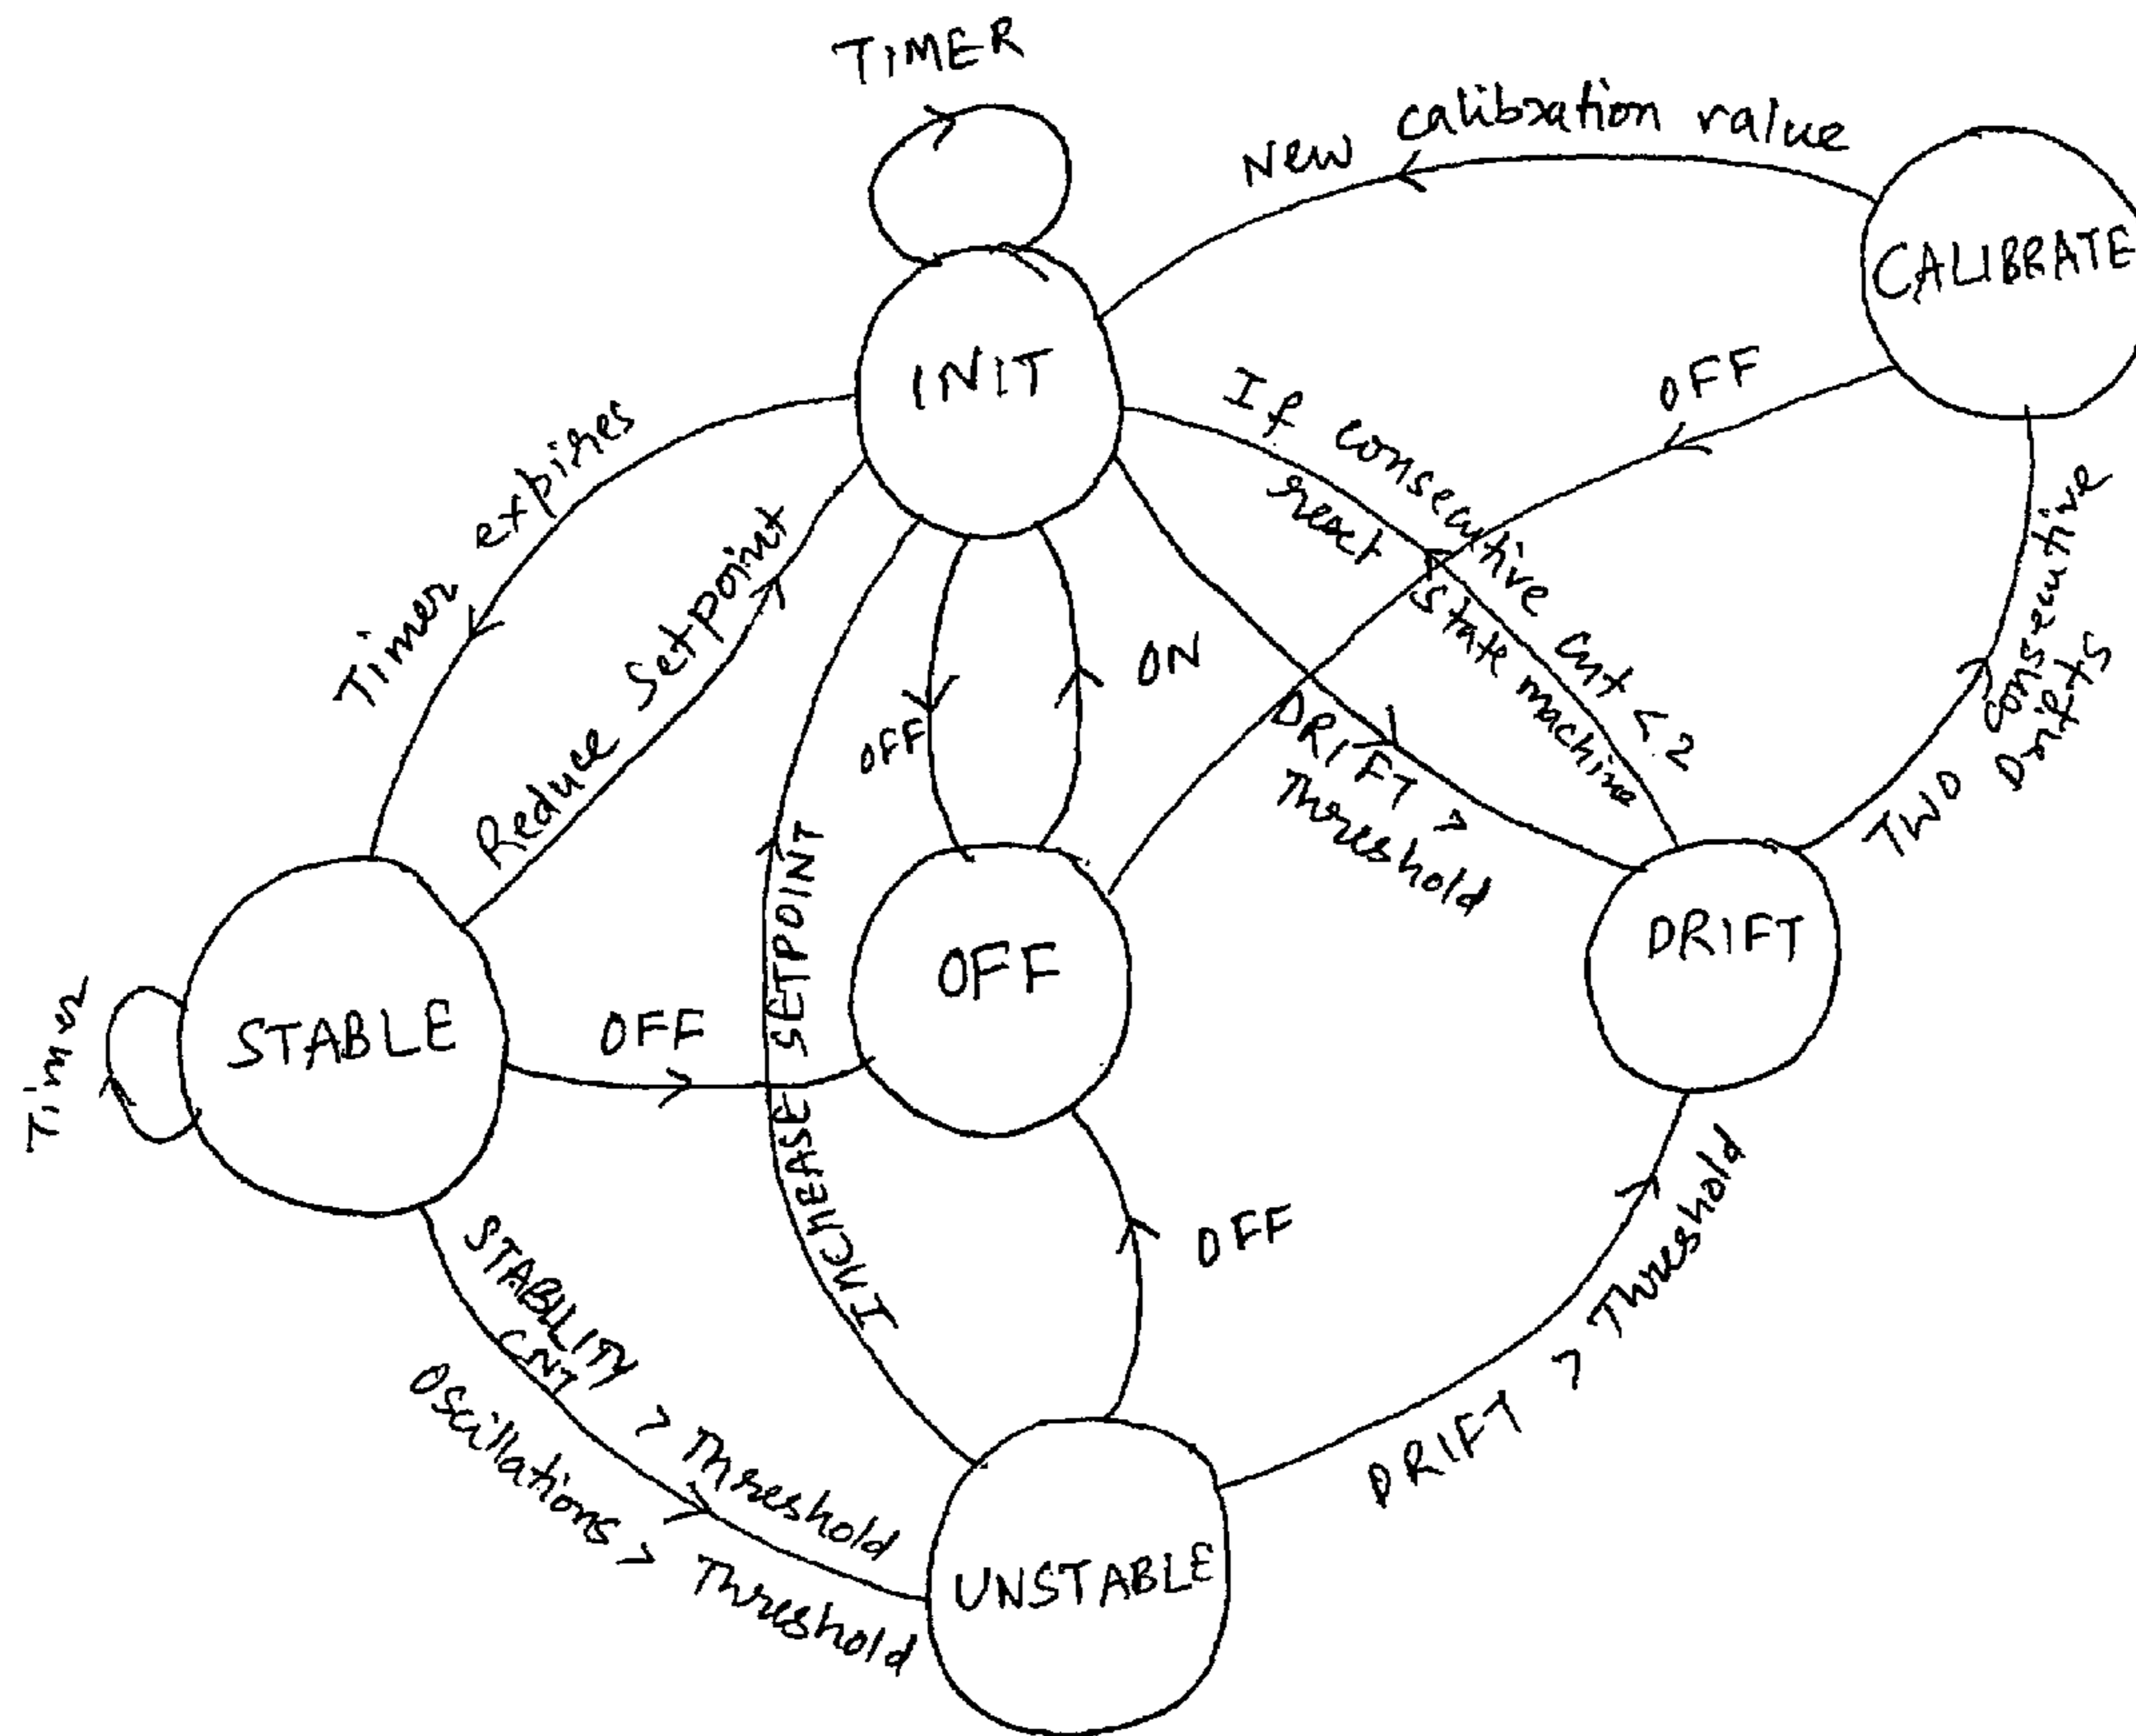 TIMER
New calibration value
CALIBRATE
INIT
OFF
If consecutive cnt < 2
reset state machine
Timer expires
Reduce Setpoint
OFF
ON
TWO consecutive
Drifts
DRIFT >
Threshold
INCREASE SETPOINT
DRIFT
OFF
STABLE
Timer
OFF
OFF
STABILITY > Threshold
CNT
Oscillations > Threshold
DRIFT > Threshold
UNSTABLE